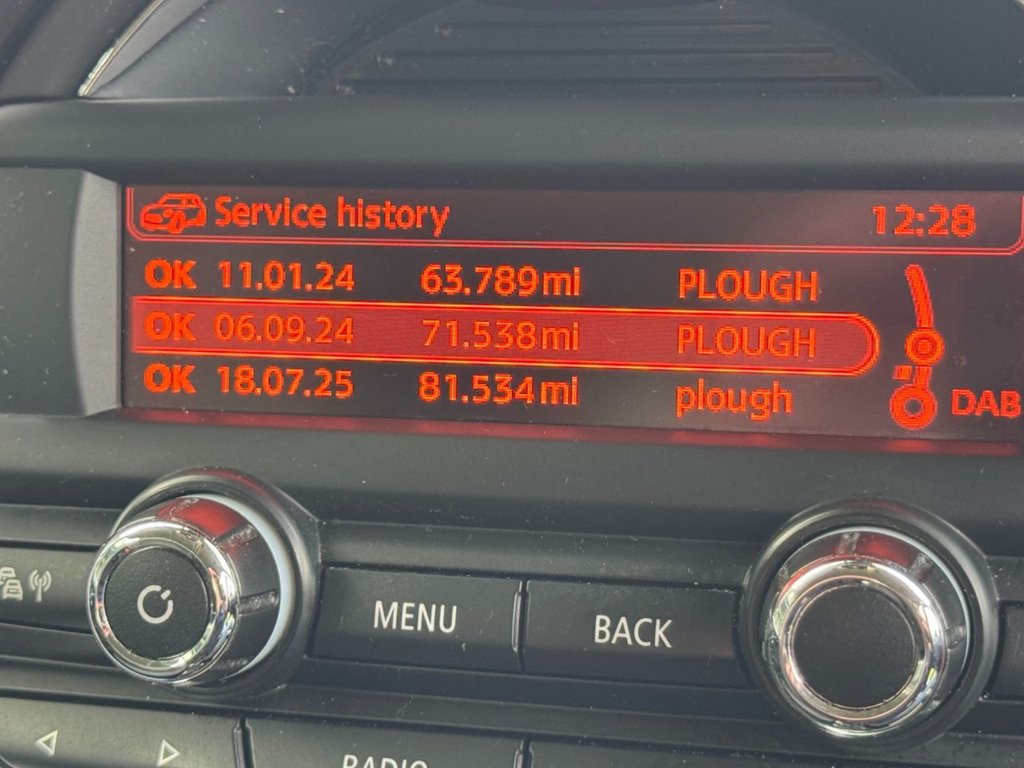 Service history 12:28
OK 11.01.24 63.789mi PLOUGH
OK 06.09.24 71.538mi PLOUGH
OK 18.07.25 81.534mi plough
DAB
MENU BACK
RADIO